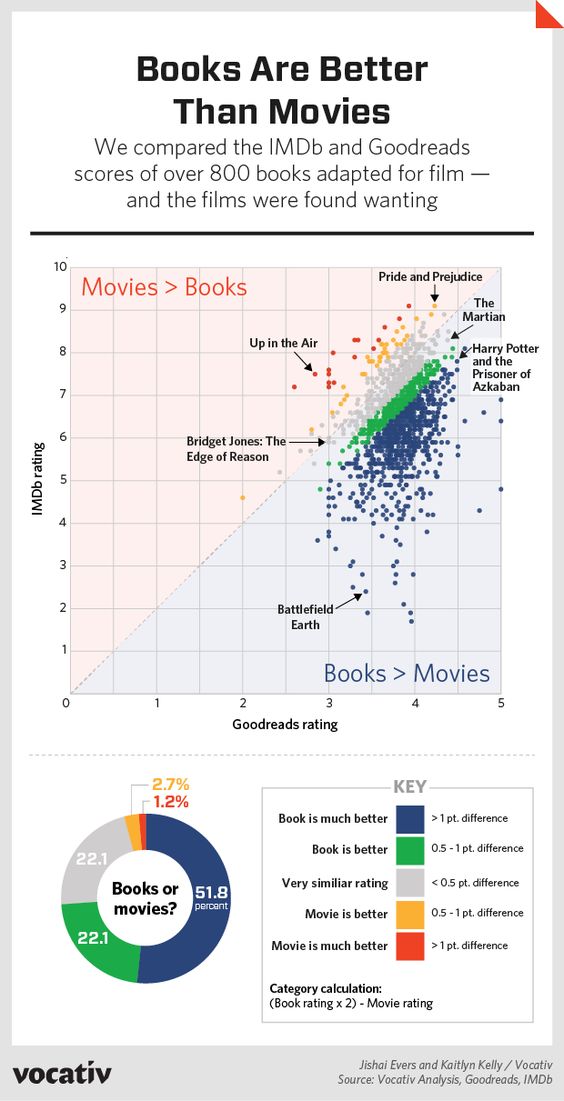 Books Are Better
Than Movies
We compared the IMDb and Goodreads
scores of over 800 books adapted for film —
and the films were found wanting
10
9
8
7
6
5
4
3
2
1
0
1
2
3
4
5
IMDb rating
Goodreads rating
Movies > Books
Books > Movies
Pride and Prejudice
The
Martian
Up in the Air
Harry Potter
and the
Prisoner of
Azkaban
Bridget Jones: The
Edge of Reason
Battlefield
Earth
2.7%
1.2%
22.1
22.1
51.8
percent
Books or
movies?
KEY
Book is much better > 1 pt. difference
Book is better 0.5 - 1 pt. difference
Very similiar rating < 0.5 pt. difference
Movie is better 0.5 - 1 pt. difference
Movie is much better > 1 pt. difference
Category calculation:
(Book rating x 2) - Movie rating
vocativ
Jishai Evers and Kaitlyn Kelly / Vocativ
Source: Vocativ Analysis, Goodreads, IMDb